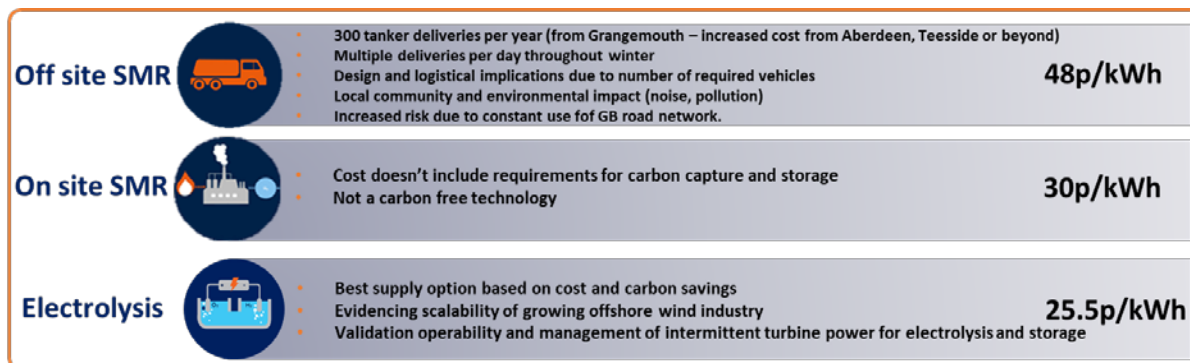 Off site SMR
300 tanker deliveries per year (from Grangemouth – increased cost from Aberdeen, Teesside or beyond)
Multiple deliveries per day throughout winter
Design and logistical implications due to number of required vehicles
Local community and environmental impact (noise, pollution)
Increased risk due to constant use fof GB road network.
48p/kWh
On site SMR
Cost doesn’t include requirements for carbon capture and storage
Not a carbon free technology
30p/kWh
Electrolysis
Best supply option based on cost and carbon savings
Evidencing scalability of growing offshore wind industry
Validation operability and management of intermittent turbine power for electrolysis and storage
25.5p/kWh